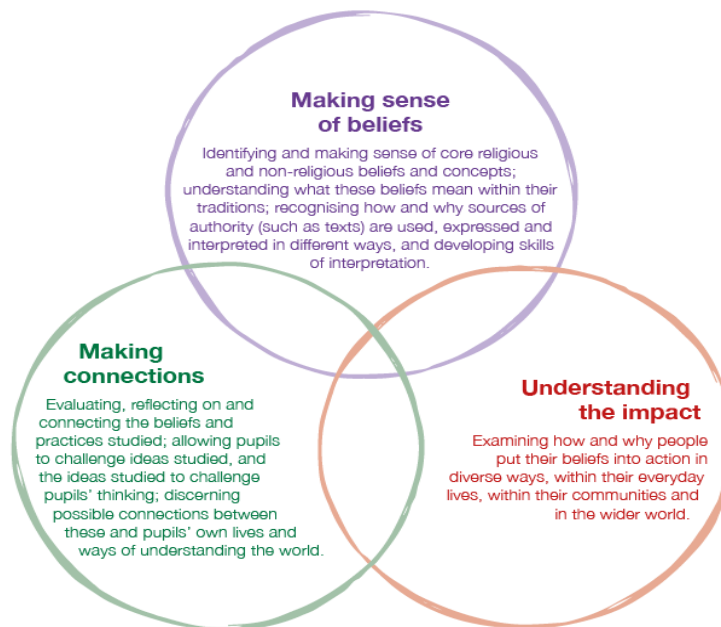 Making sense
of beliefs
Identifying and making sense of core religious
and non-religious beliefs and concepts;
understanding what these beliefs mean within their
traditions; recognising how and why sources of
authority (such as texts) are used, expressed and
interpreted in different ways, and developing skills
of interpretation.
Making
connections
Evaluating, reflecting on and
connecting the beliefs and
practices studied; allowing pupils
to challenge ideas studied, and
the ideas studied to challenge
pupils' thinking; discerning
possible connections between
these and pupils' own lives and
ways of understanding the world.
Understanding
the impact
Examining how and why people
put their beliefs into action in
diverse ways, within their everyday
lives, within their communities and
in the wider world.